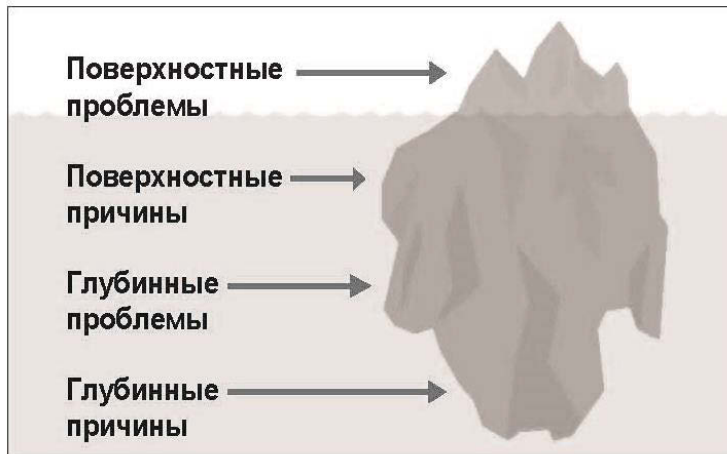 Поверхностные
проблемы
Поверхностные
причины
Глубинные
проблемы
Глубинные
причины